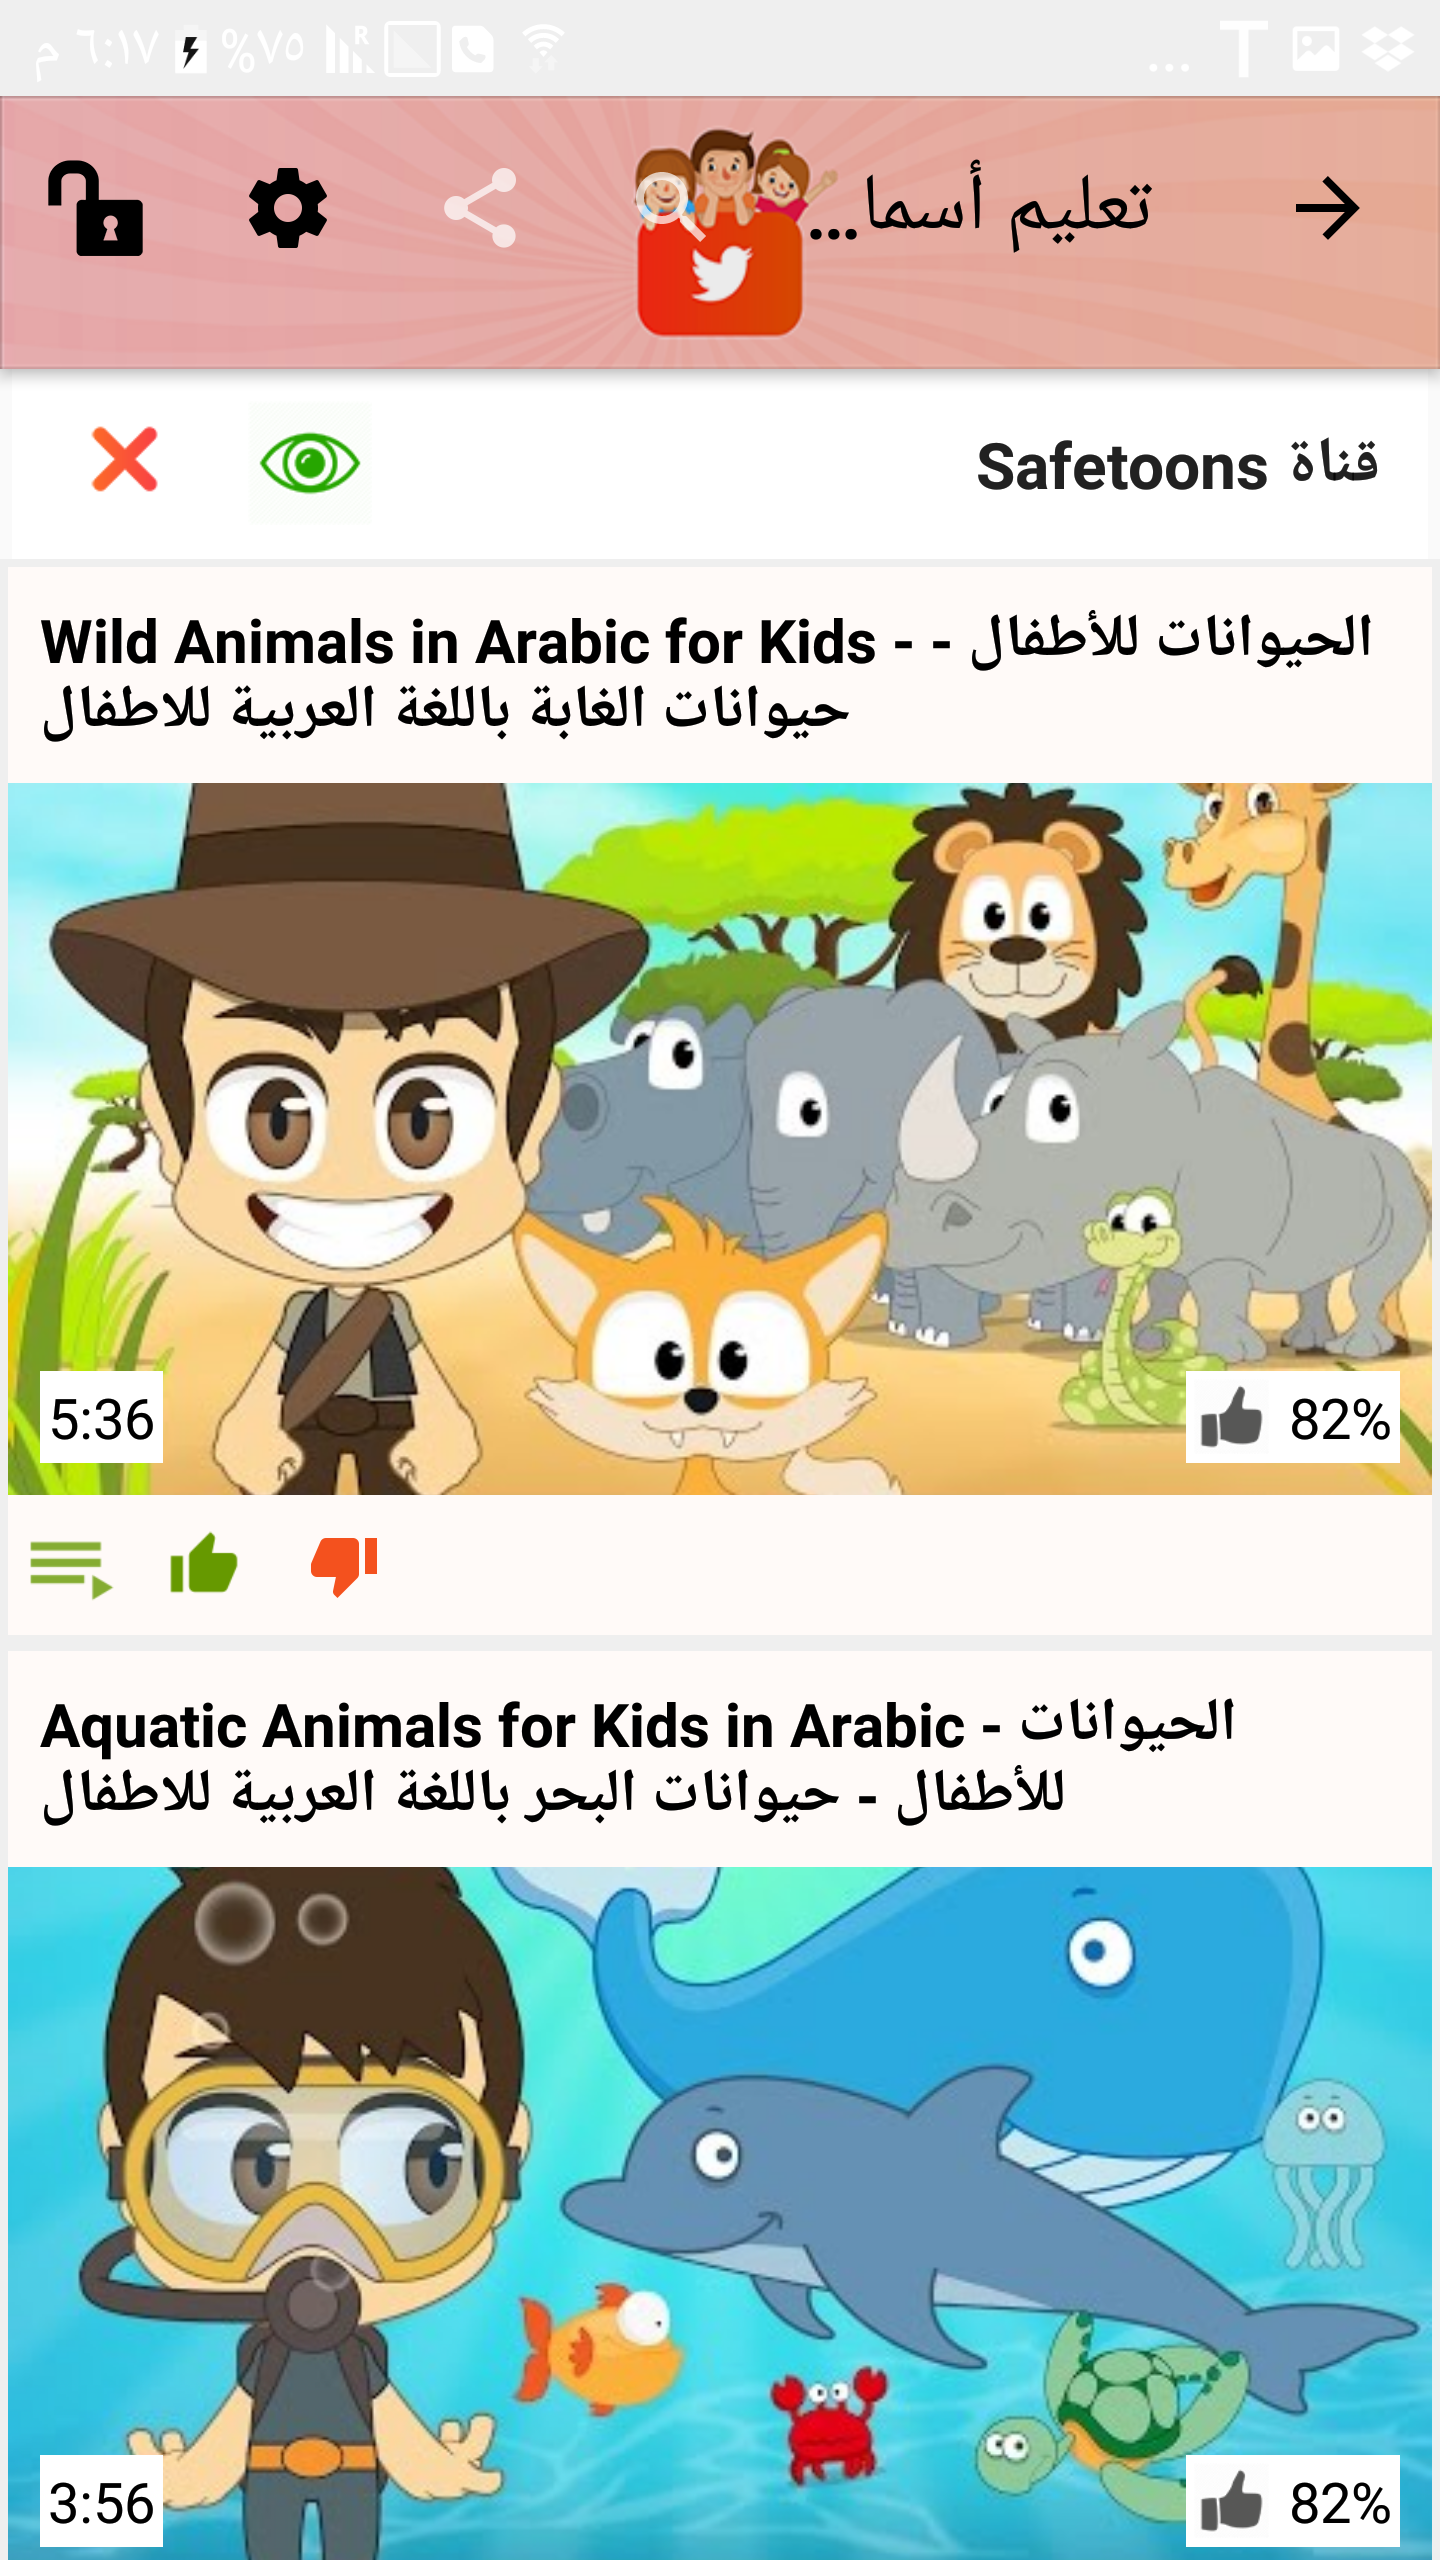 ٦:١٧ م %٧٥ R T ...
تعليم أسما...
قناة Safetoons
Wild Animals in Arabic for Kids - - الحيوانات للأطفال
حيوانات الغابة باللغة العربية للاطفال
5:36
82%
Aquatic Animals for Kids in Arabic - الحيوانات
للأطفال - حيوانات البحر باللغة العربية للاطفال
3:56
82%